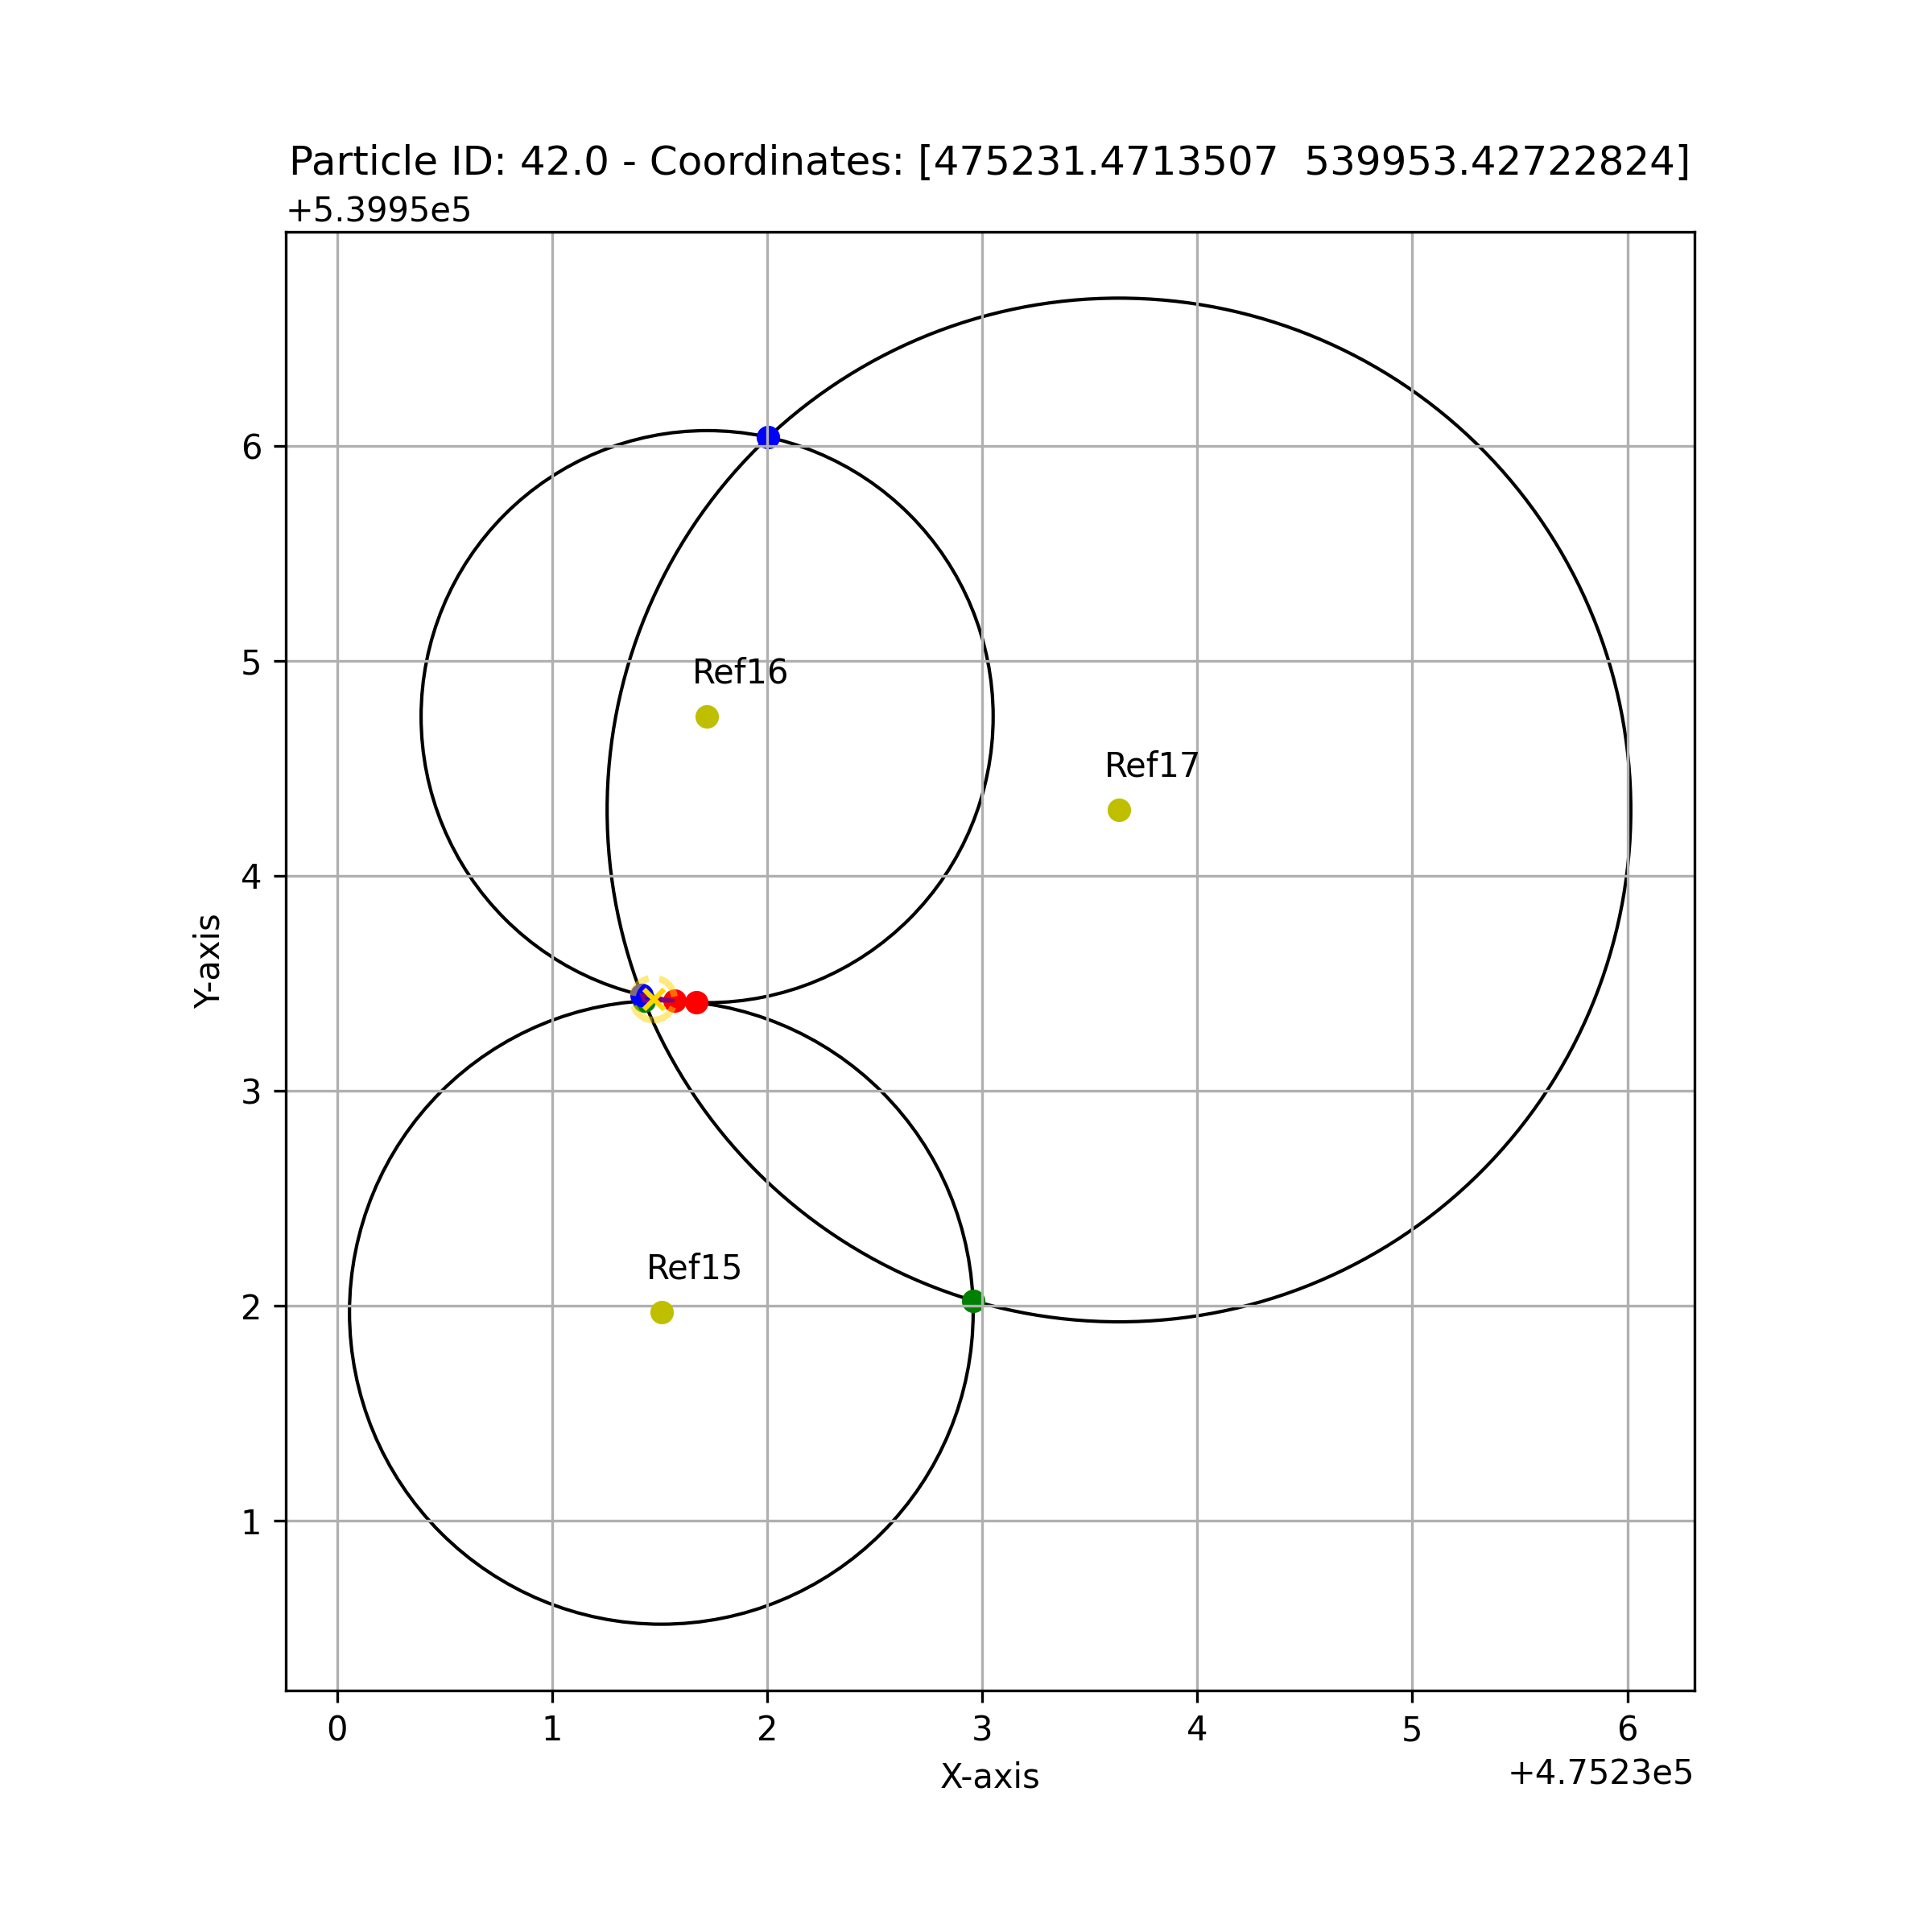 Particle ID: 42.0 - Coordinates: [475231.4713507  539953.42722824]
+5.3995e5
6
5
Ref16
Ref17
4
Y-axis
3
Ref15
2
1
0 1 2 3 4 5 6
X-axis
+4.7523e5